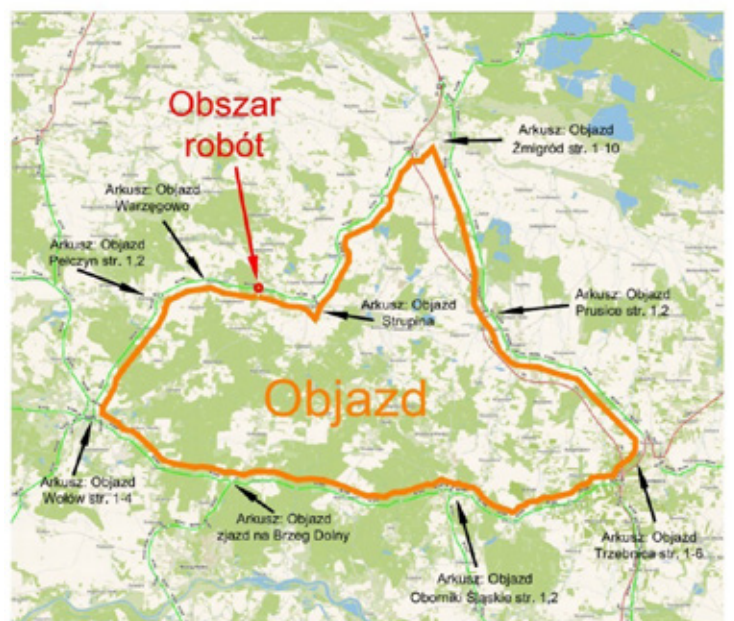 Obszar
robót
Arkusz: Objazd
Żmigród str. 1-10
Arkusz: Objazd
Warzęgowo
Arkusz: Objazd
Pełczyn str. 1,2
Arkusz: Objazd
Strupina
Arkusz: Objazd
Prusice str. 1,2
Objazd
Arkusz: Objazd
Wołów str. 1-4
Arkusz: Objazd
zjazd na Brzeg Dolny
Arkusz: Objazd
Oborniki Śląskie str. 1,2
Arkusz: Objazd
Trzebnica str. 1-6